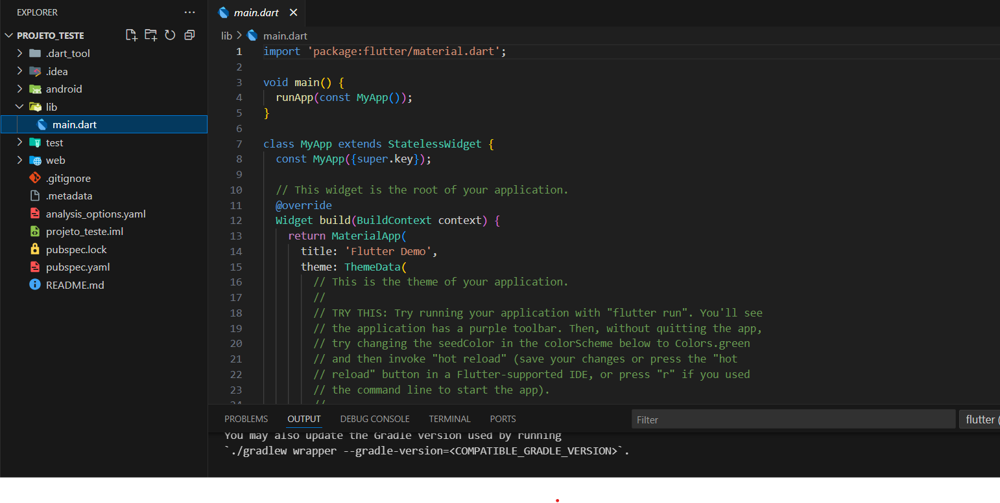 EXPLORER
PROJETO_TESTE
.dart_tool
.idea
android
lib
main.dart
test
web
.gitignore
.metadata
analysis_options.yaml
projeto_teste.iml
pubspec.lock
pubspec.yaml
README.md
main.dart
lib > main.dart
1 import 'package:flutter/material.dart';
2
3 void main() {
4 runApp(const MyApp());
5 }
6
7 class MyApp extends StatelessWidget {
8 const MyApp({super.key});
9
10 // This widget is the root of your application.
11 @override
12 Widget build(BuildContext context) {
13 return MaterialApp(
14 title: 'Flutter Demo',
15 theme: ThemeData(
16 // This is the theme of your application.
17 //
18 // TRY THIS: Try running your application with "flutter run". You'll see
19 // the application has a purple toolbar. Then, without quitting the app,
20 // try changing the seedColor in the colorScheme below to Colors.green
21 // and then invoke "hot reload" (save your changes or press the "hot
22 // reload" button in a Flutter-supported IDE, or press "r" if you used
23 // the command line to start the app).
24 //
PROBLEMS OUTPUT DEBUG CONSOLE TERMINAL PORTS Filter flutter (
You may also update the Gradle version used by running
`./gradlew wrapper --gradle-version=<COMPATIBLE_GRADLE_VERSION>`.